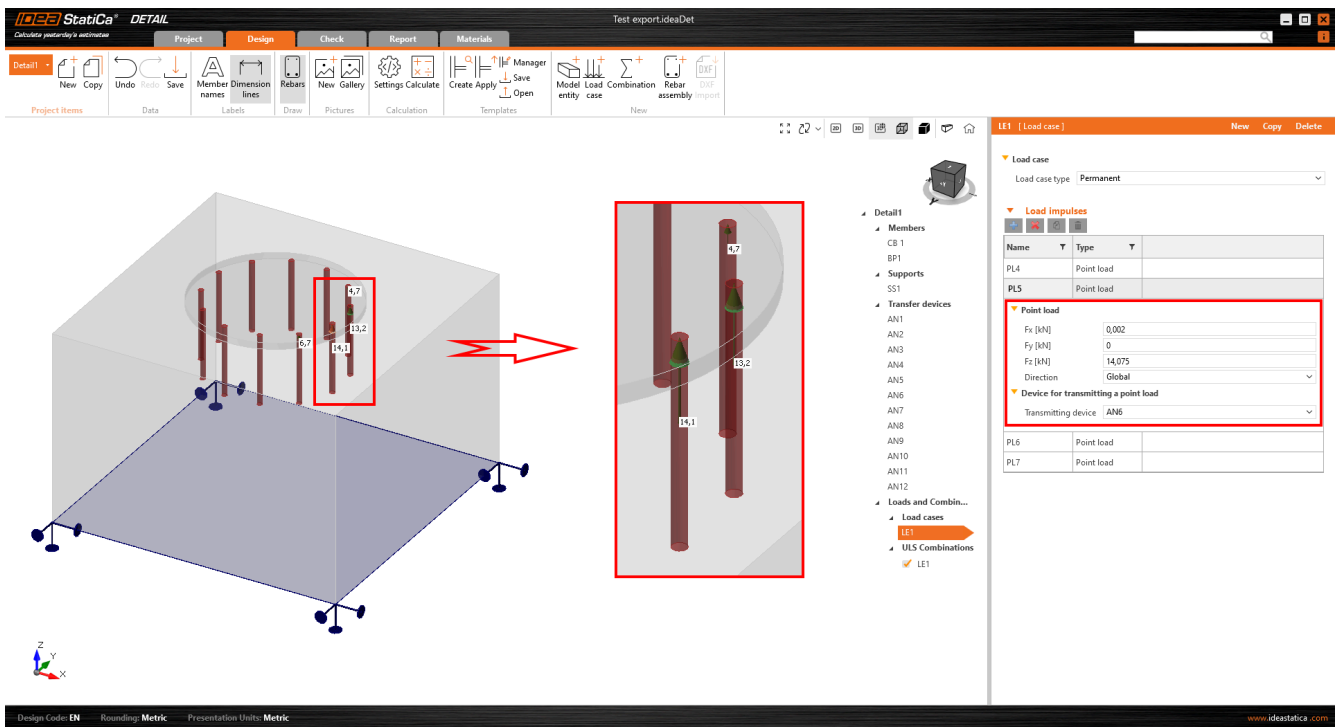 IDEA StatiCa® DETAIL
Calculate yesterday's estimates
Test export.ideaDet
Project Design Check Report Materials
Detail1
New Copy Undo Redo Save Member names Dimension lines Rebars New Gallery Settings Calculate Create Apply Manager Save Open Model entity Load case Combination Rebar assembly DXF DXF Import
Project items Data Labels Draw Pictures Calculation Templates New
2D 3D
+Y
4,7
13,2
6,7
14,1
4,7
13,2
14,1
Z
Y
X
Detail1
Members
CB 1
BP1
Supports
SS1
Transfer devices
AN1
AN2
AN3
AN4
AN5
AN6
AN7
AN8
AN9
AN10
AN11
AN12
Loads and Combin...
Load cases
LE1
ULS Combinations
LE1
LE1 [ Load case ] New Copy Delete
Load case
Load case type Permanent
Load impulses
Name Type
PL4 Point load
PL5 Point load
Point load
Fx [kN] 0,002
Fy [kN] 0
Fz [kN] 14,075
Direction Global
Device for transmitting a point load
Transmitting device AN6
PL6 Point load
PL7 Point load
Design Code: EN Rounding: Metric Presentation Units: Metric
www.ideastatica.com